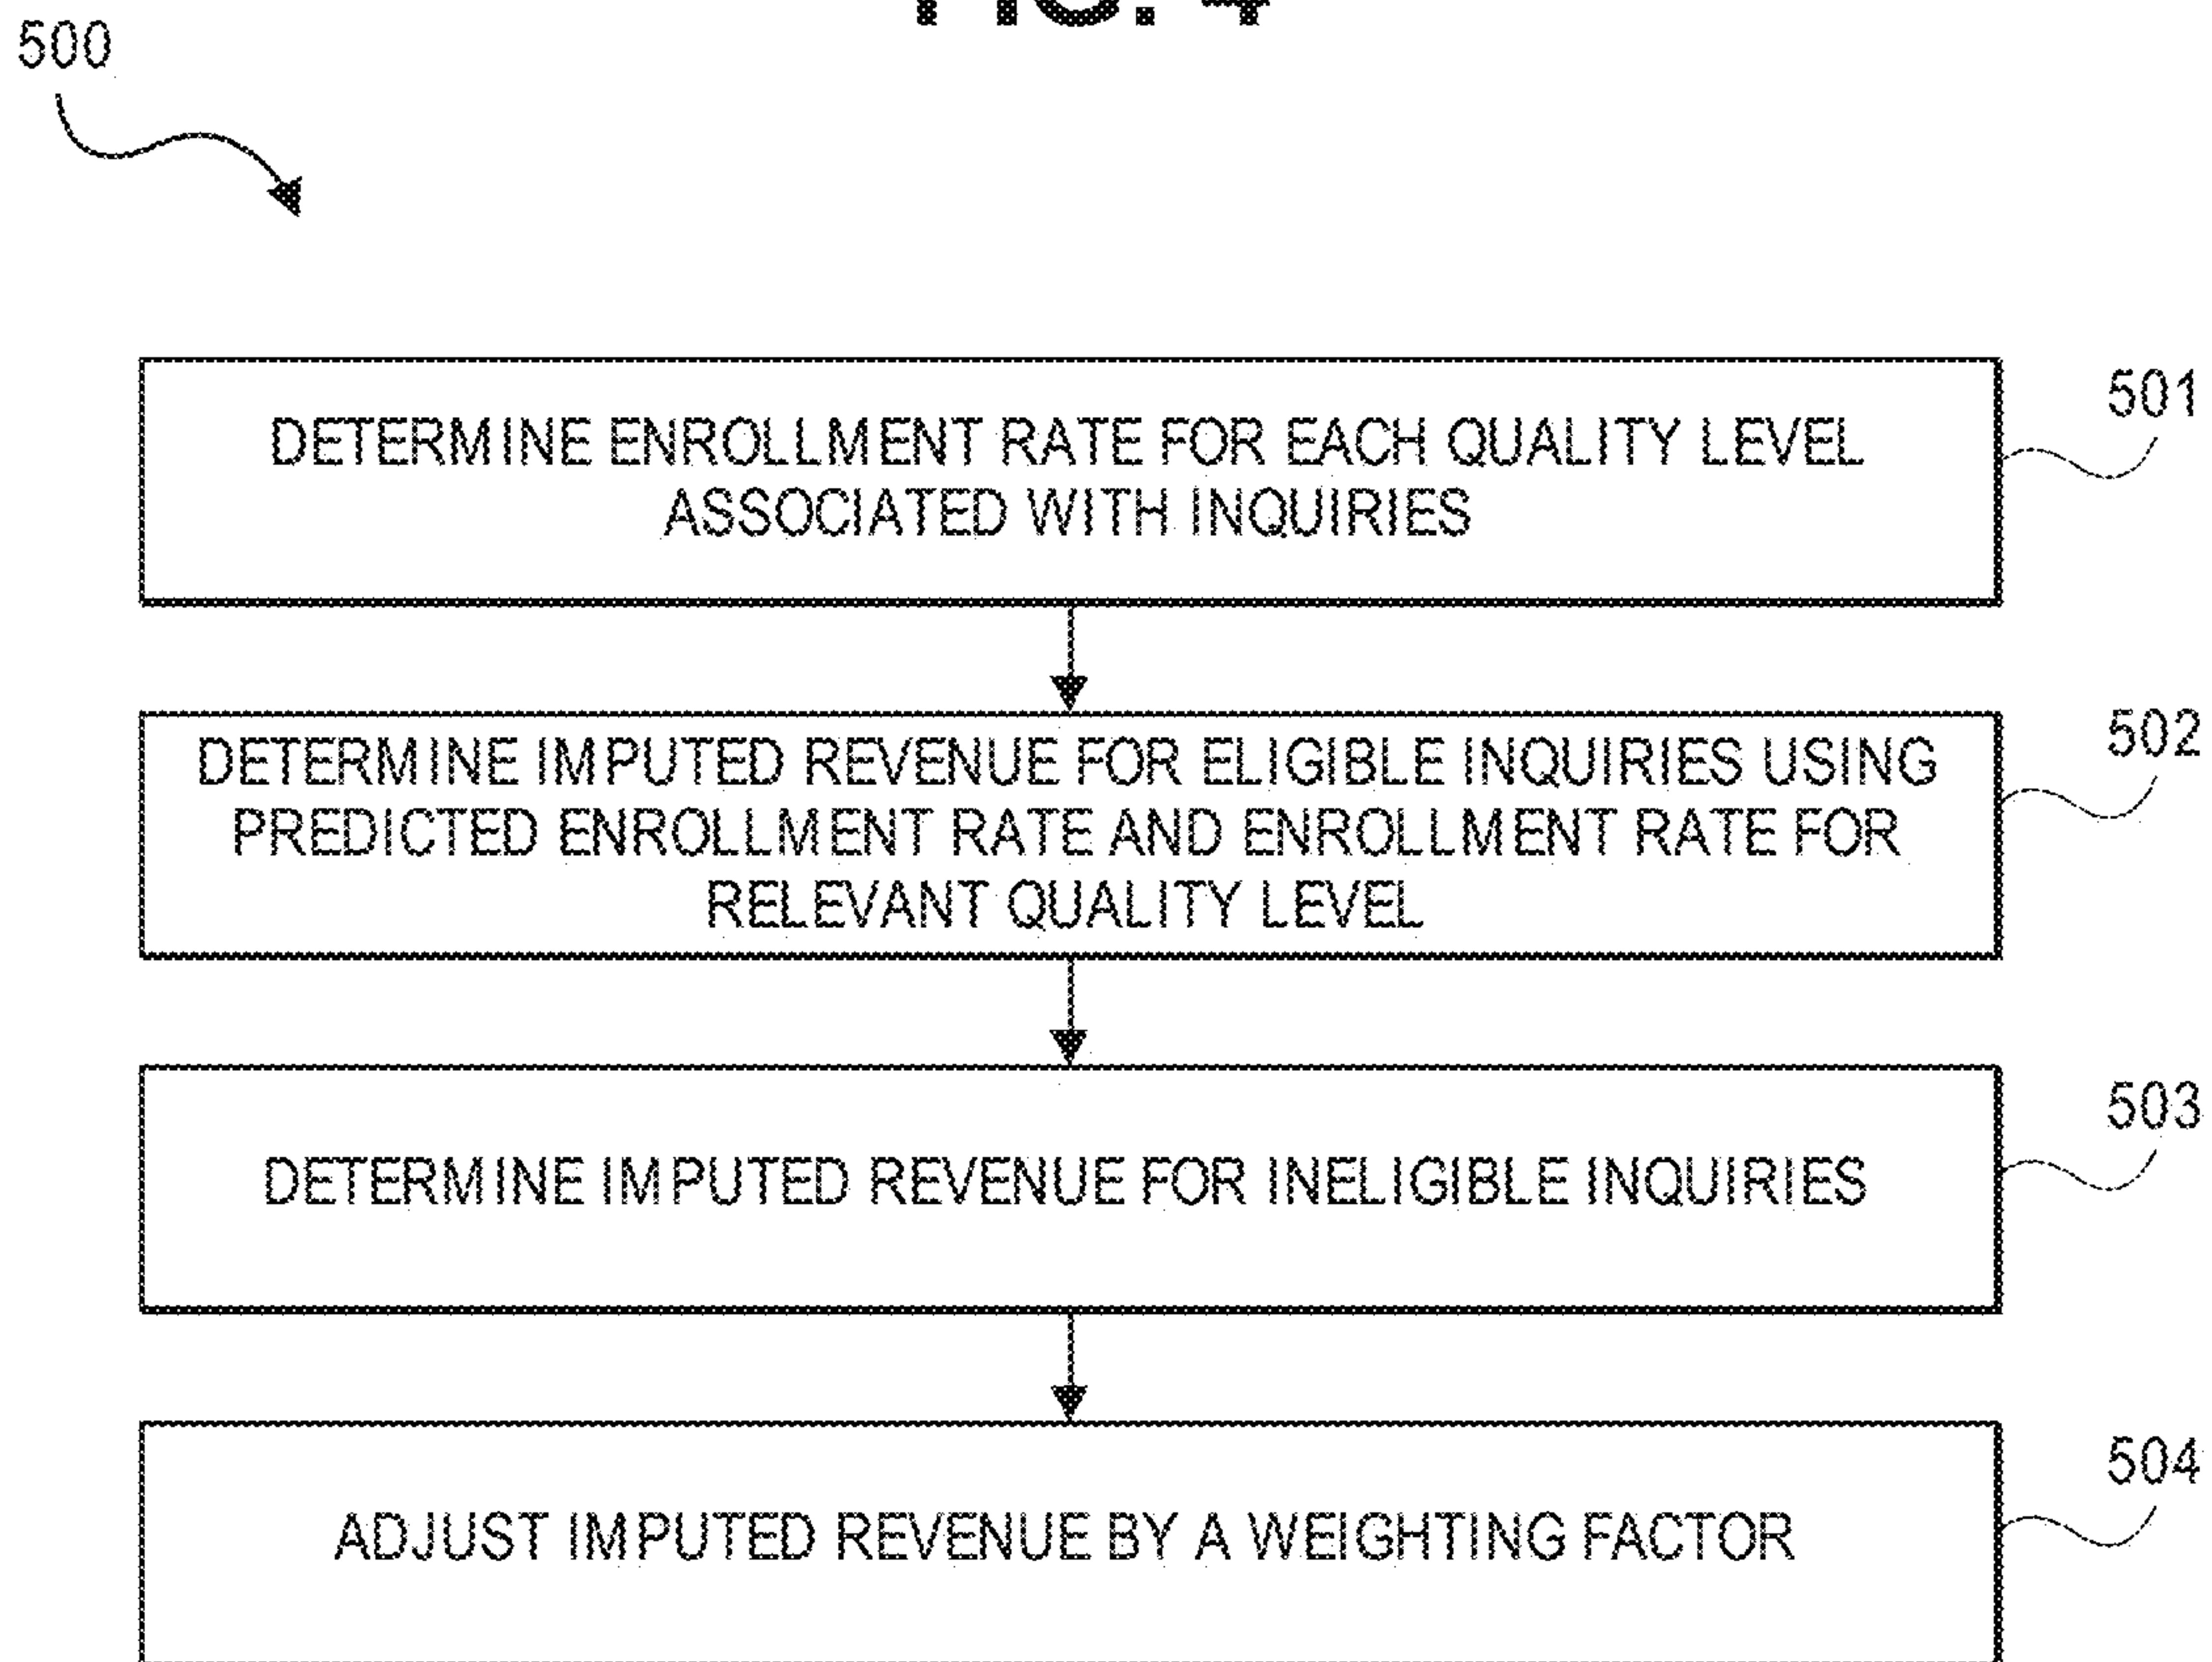 FIG. 4
500
DETERMINE ENROLLMENT RATE FOR EACH QUALITY LEVEL
ASSOCIATED WITH INQUIRIES
501
DETERMINE IMPUTED REVENUE FOR ELIGIBLE INQUIRIES USING
PREDICTED ENROLLMENT RATE AND ENROLLMENT RATE FOR
RELEVANT QUALITY LEVEL
502
DETERMINE IMPUTED REVENUE FOR INELIGIBLE INQUIRIES
503
ADJUST IMPUTED REVENUE BY A WEIGHTING FACTOR
504